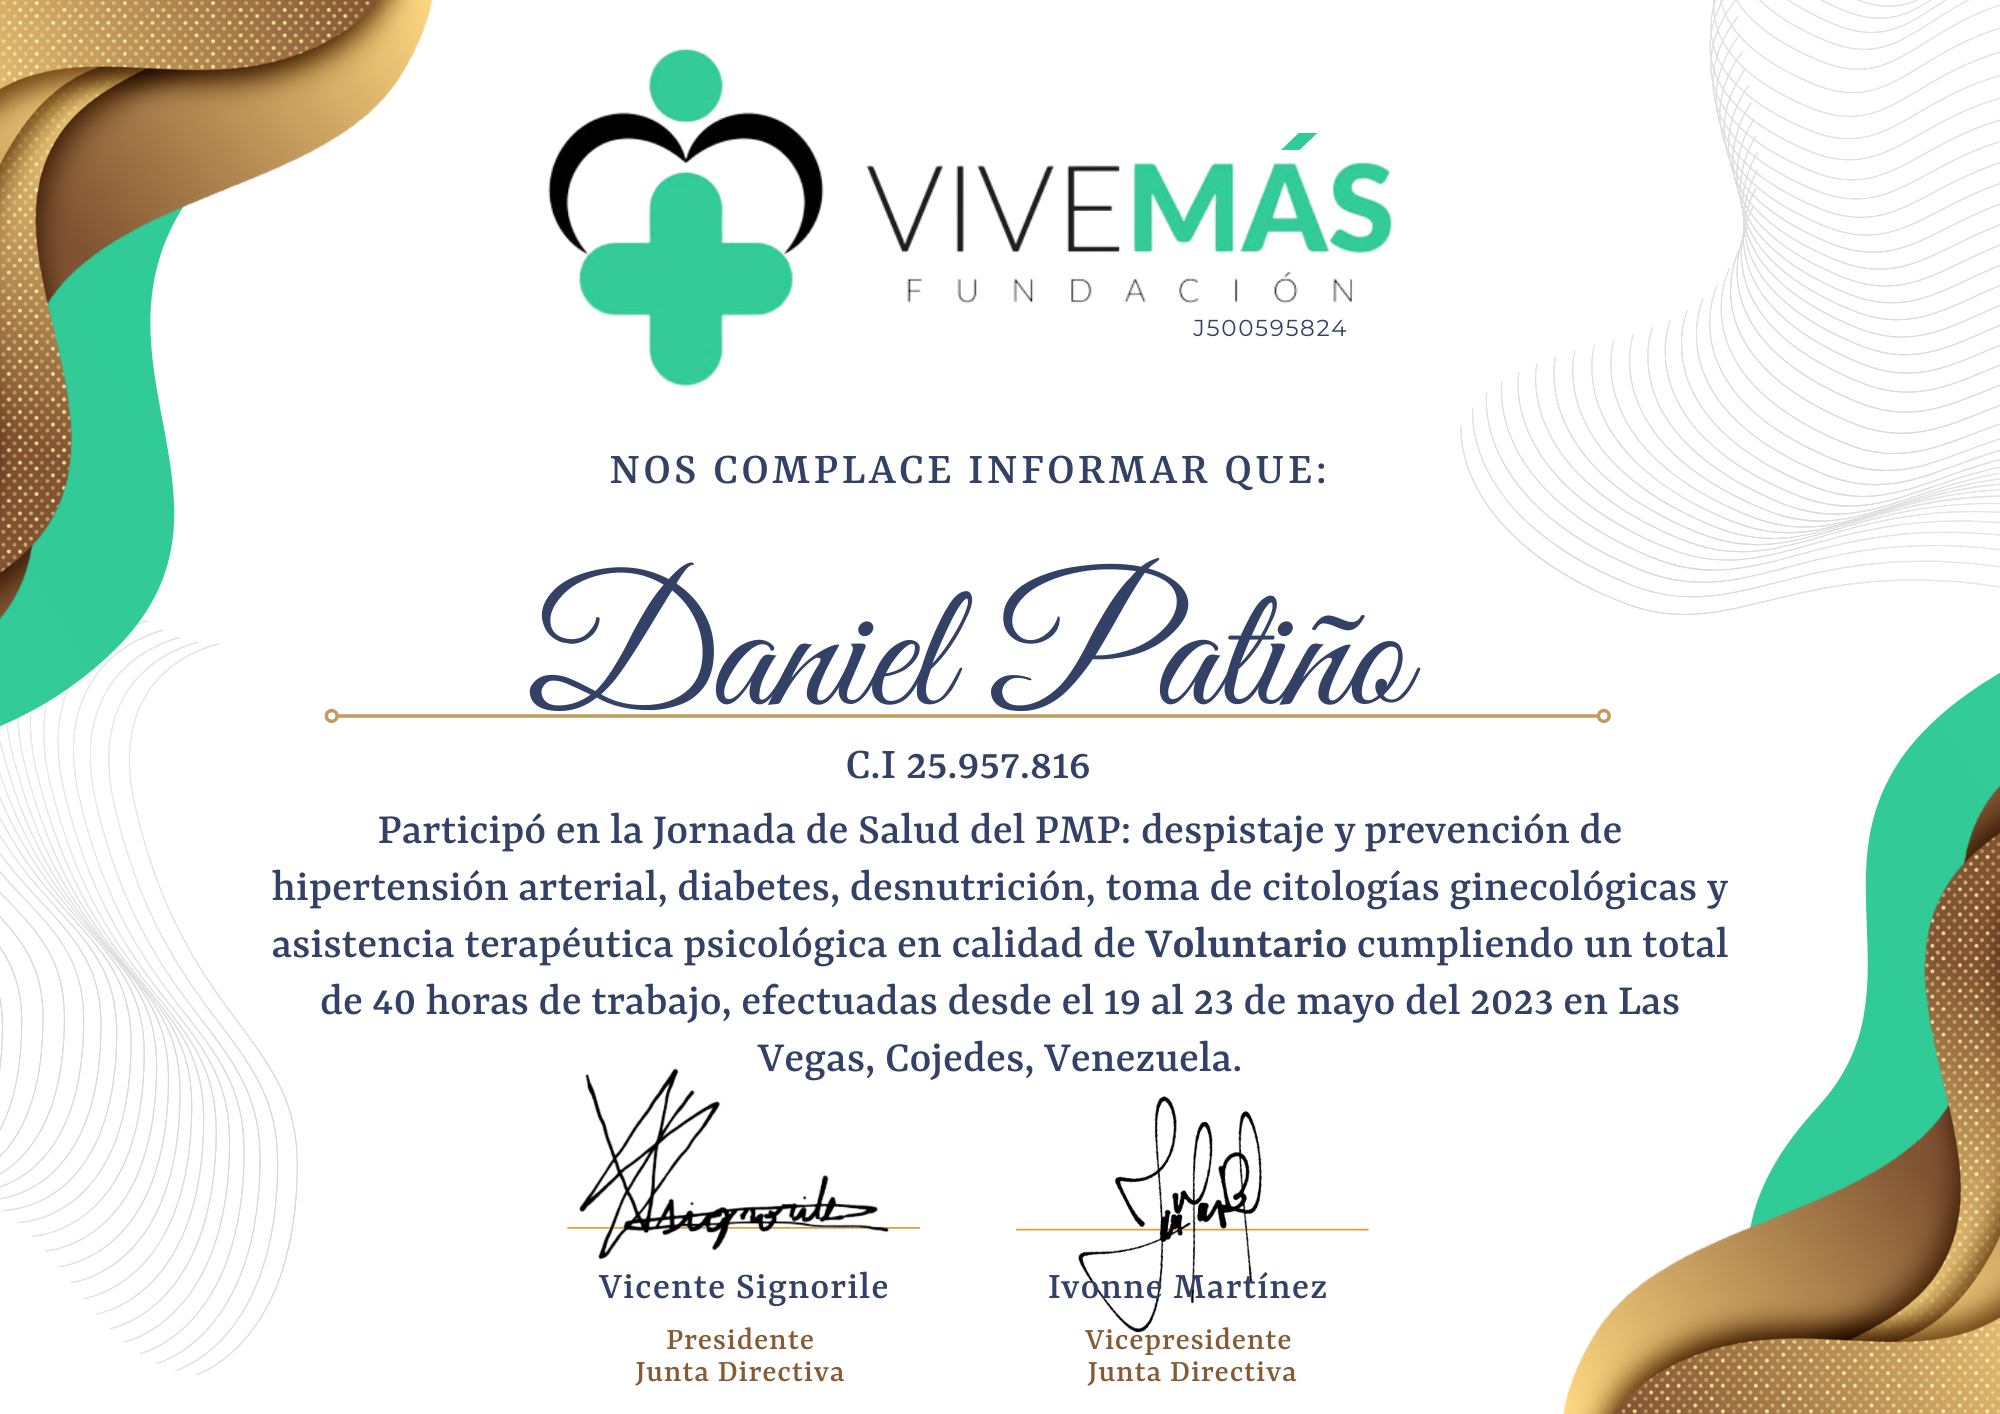 VIVEMÁS
FUNDACIÓN
J500595824
NOS COMPLACE INFORMAR QUE:
Daniel Patiño
C.I 25.957.816
Participó en la Jornada de Salud del PMP: despistaje y prevención de
hipertensión arterial, diabetes, desnutrición, toma de citologías ginecológicas y
asistencia terapéutica psicológica en calidad de Voluntario cumpliendo un total
de 40 horas de trabajo, efectuadas desde el 19 al 23 de mayo del 2023 en Las
Vegas, Cojedes, Venezuela.
Signorile
Vicente Signorile
Presidente
Junta Directiva
Ivonne Martínez
Vicepresidente
Junta Directiva